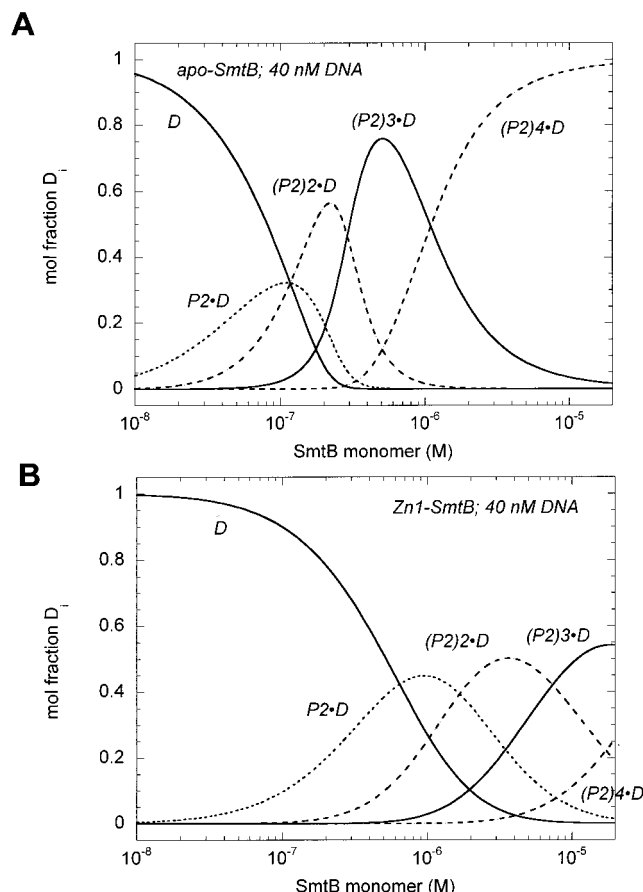 A
apo-SmtB; 40 nM DNA
D
P2•D
(P2)2•D
(P2)3•D
(P2)4•D
mol fraction Di
1
0.8
0.6
0.4
0.2
0
10-8
10-7
10-6
10-5
SmtB monomer (M)
B
Zn1-SmtB; 40 nM DNA
D
P2•D
(P2)2•D
(P2)3•D
(P2)4•D
mol fraction Di
1
0.8
0.6
0.4
0.2
0
10-8
10-7
10-6
10-5
SmtB monomer (M)